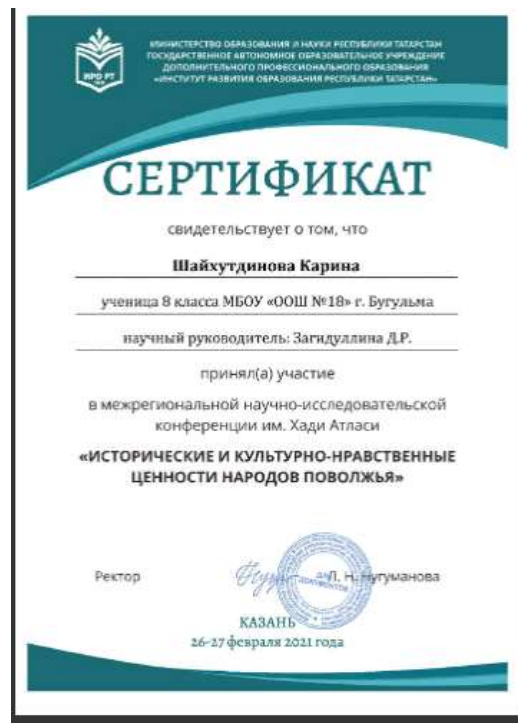 МИНИСТЕРСТВО ОБРАЗОВАНИЯ И НАУКИ РЕСПУБЛИКИ ТАТАРСТАН
ГОСУДАРСТВЕННОЕ АВТОНОМНОЕ ОБРАЗОВАТЕЛЬНОЕ УЧРЕЖДЕНИЕ
ДОПОЛНИТЕЛЬНОГО ПРОФЕССИОНАЛЬНОГО ОБРАЗОВАНИЯ
«ИНСТИТУТ РАЗВИТИЯ ОБРАЗОВАНИЯ РЕСПУБЛИКИ ТАТАРСТАН»
ИРО РТ
СЕРТИФИКАТ
свидетельствует о том, что
Шайхутдинова Карина
ученица 8 класса МБОУ «ООШ №18» г. Бугульма
научный руководитель: Загидуллина Д.Р.
принял(а) участие
в межрегиональной научно-исследовательской
конференции им. Хади Атласи
«ИСТОРИЧЕСКИЕ И КУЛЬТУРНО-НРАВСТВЕННЫЕ
ЦЕННОСТИ НАРОДОВ ПОВОЛЖЬЯ»
Ректор
Л. Н. Нугуманова
ДЛЯ
ДОКУМЕНТОВ
КАЗАНЬ
26-27 февраля 2021 года